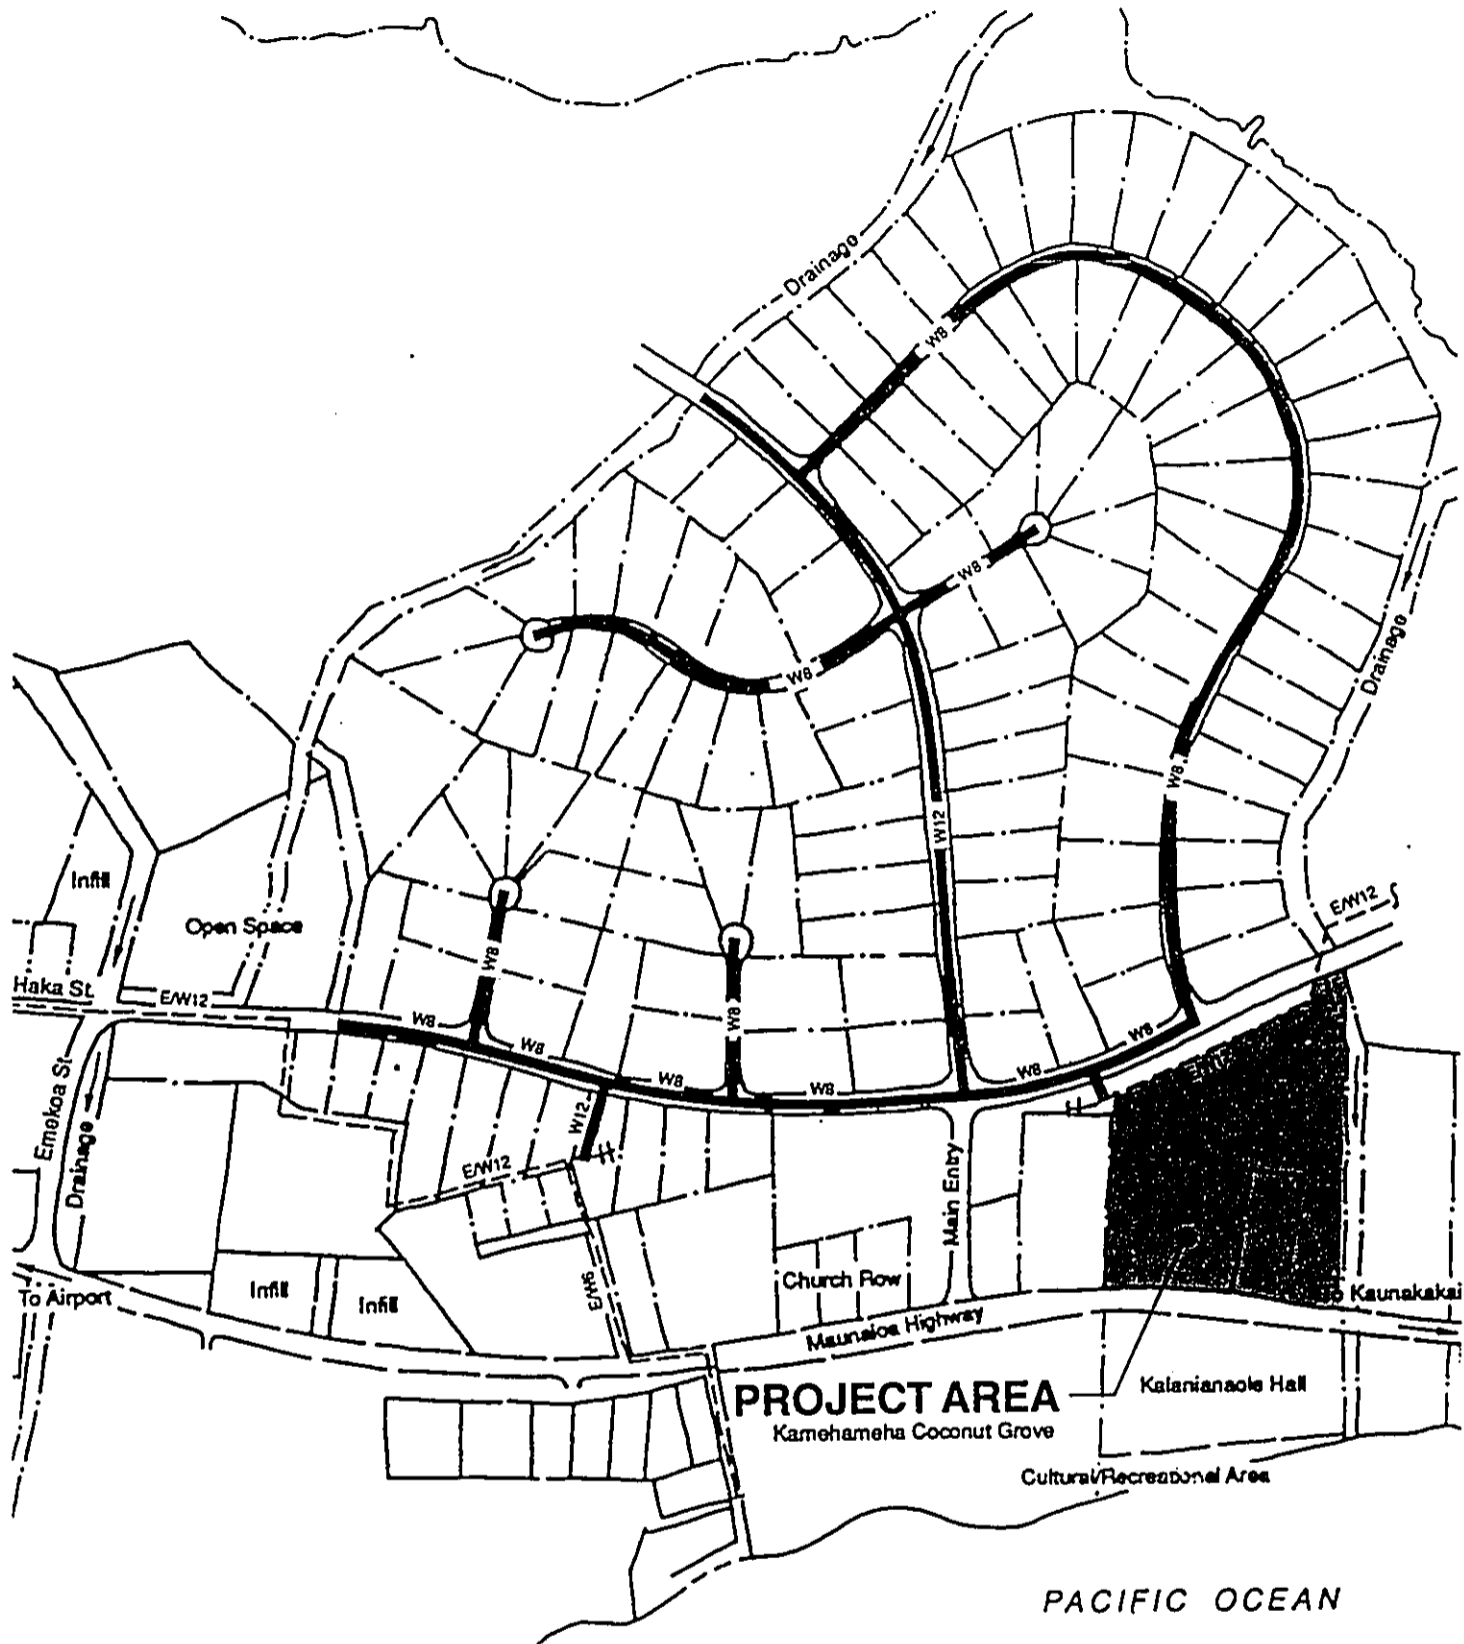 Drainage
W8
W8
W8
Drainage
W8
W12
Infill
Open Space
E/W12
Haka St.
E/W12
W8
W8
W8
W8
W8
W8
W8
W8
W12
E/W12
Emekoa St
Drainage
Main Entry
E/W6
To Airport
Infill
Infill
Church Row
Maunaloa Highway
To Kaunakakai
PROJECT AREA
Kamehameha Coconut Grove
Kalanianaole Hall
Cultural/Recreational Area
PACIFIC OCEAN